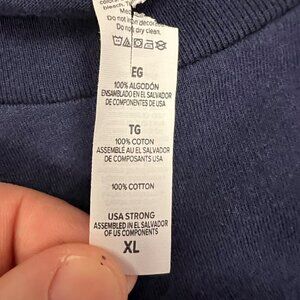 bleach. T
Do not iron decor
Do not dry clean.
EG
100% ALGODÓN
ENSAMBLADO EN EL SALVADOR
DE COMPONENTES DE USA
TG
100% COTON
ASSEMBLÉ AU EL SALVADOR
DE COMPOSANTS USA
100% COTTON
USA STRONG
ASSEMBLED IN EL SALVADOR
OF US COMPONENTS
XL